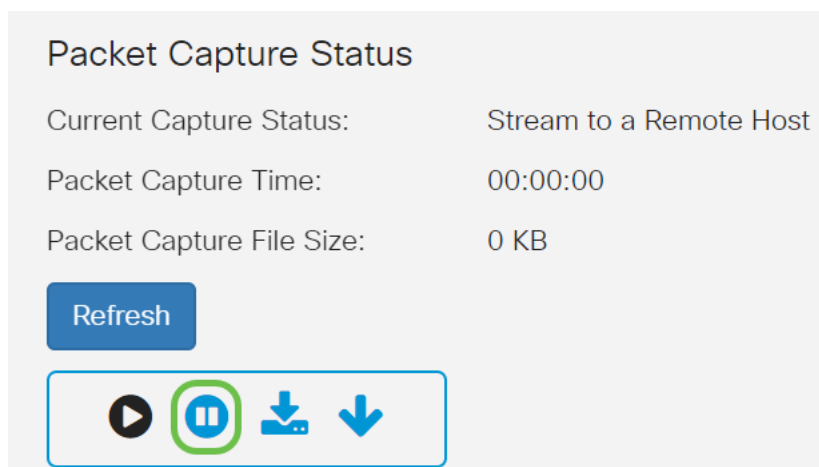 Packet Capture Status
Current Capture Status: Stream to a Remote Host
Packet Capture Time: 00:00:00
Packet Capture File Size: 0 KB
Refresh